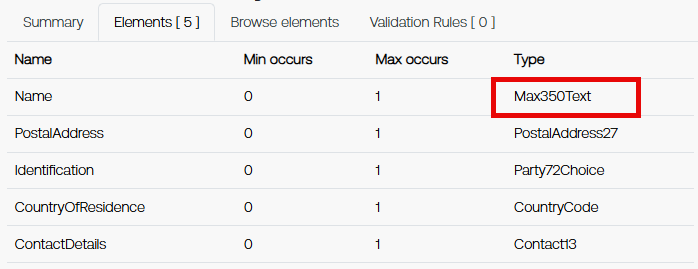 Summary Elements [ 5 ] Browse elements Validation Rules [ 0 ]
Name Min occurs Max occurs Type
Name 0 1 Max350Text
PostalAddress 0 1 PostalAddress27
Identification 0 1 Party72Choice
CountryOfResidence 0 1 CountryCode
ContactDetails 0 1 Contact13